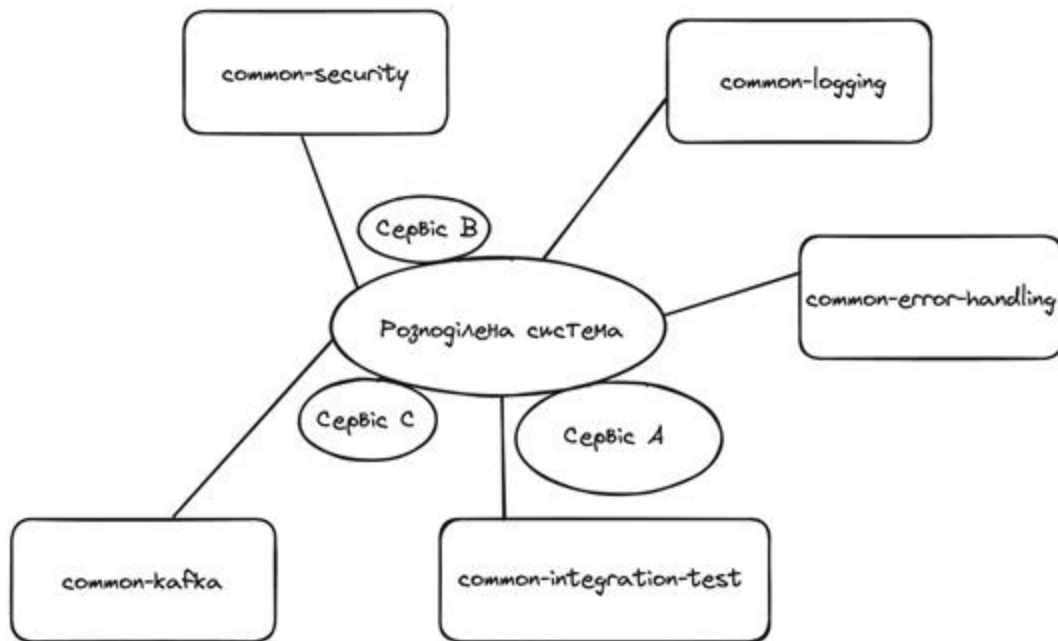 common-security
common-logging
Сервіс B
common-error-handling
Розподілена система
Сервіс C
Сервіс A
common-kafka
common-integration-test